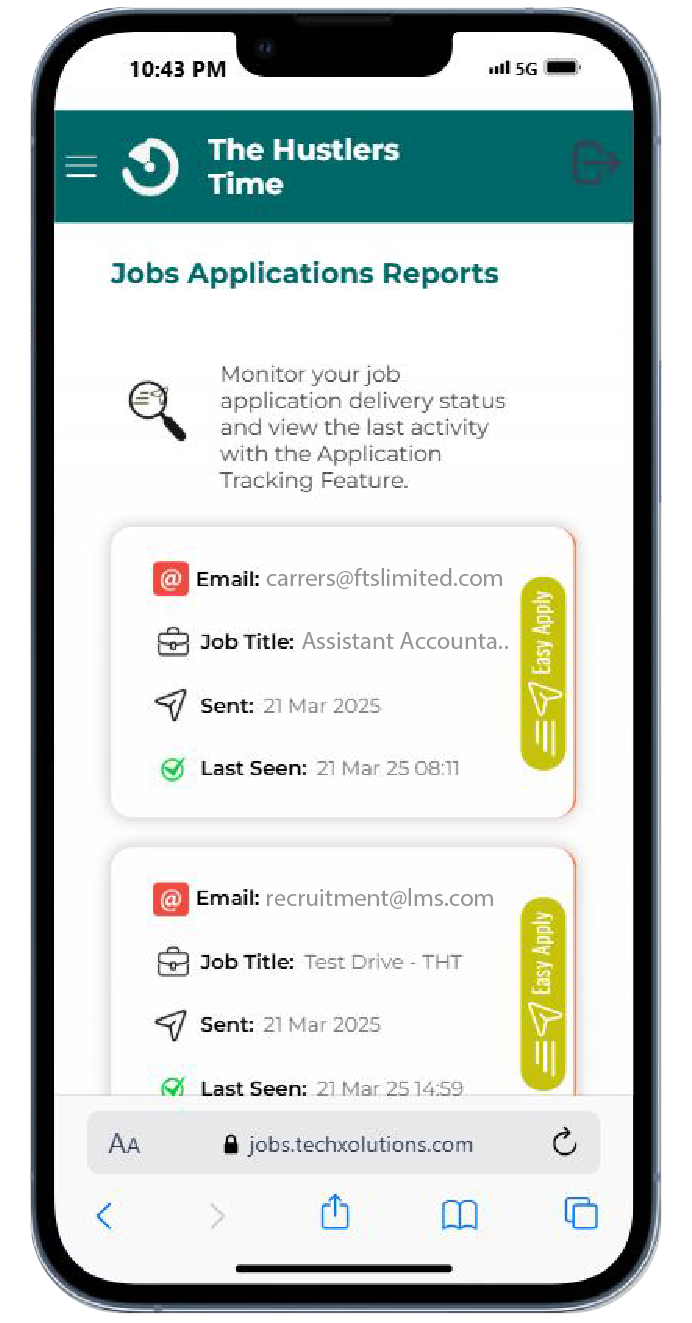 10:43 PM 5G
The Hustlers
Time
Jobs Applications Reports
Monitor your job
application delivery status
and view the last activity
with the Application
Tracking Feature.
@ Email: carrers@ftslimited.com
Job Title: Assistant Accounta..
Sent: 21 Mar 2025
Last Seen: 21 Mar 25 08:11
Easy Apply
@ Email: recruitment@lms.com
Job Title: Test Drive - THT
Sent: 21 Mar 2025
Last Seen: 21 Mar 25 14:59
Easy Apply
AA jobs.techxolutions.com